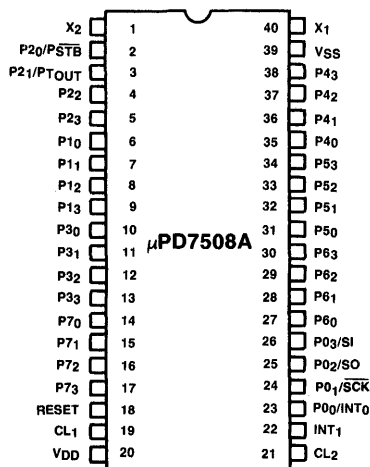 X2 1 40 X1
P20/PSTB 2 39 VSS
P21/PTOUT 3 38 P43
P22 4 37 P42
P23 5 36 P41
P10 6 35 P40
P11 7 34 P53
P12 8 33 P52
P13 9 32 P51
P30 10 31 P50
µPD7508A
P31 11 30 P63
P32 12 29 P62
P33 13 28 P61
P70 14 27 P60
P71 15 26 P03/SI
P72 16 25 P02/SO
P73 17 24 P01/SCK
RESET 18 23 P00/INT0
CL1 19 22 INT1
VDD 20 21 CL2